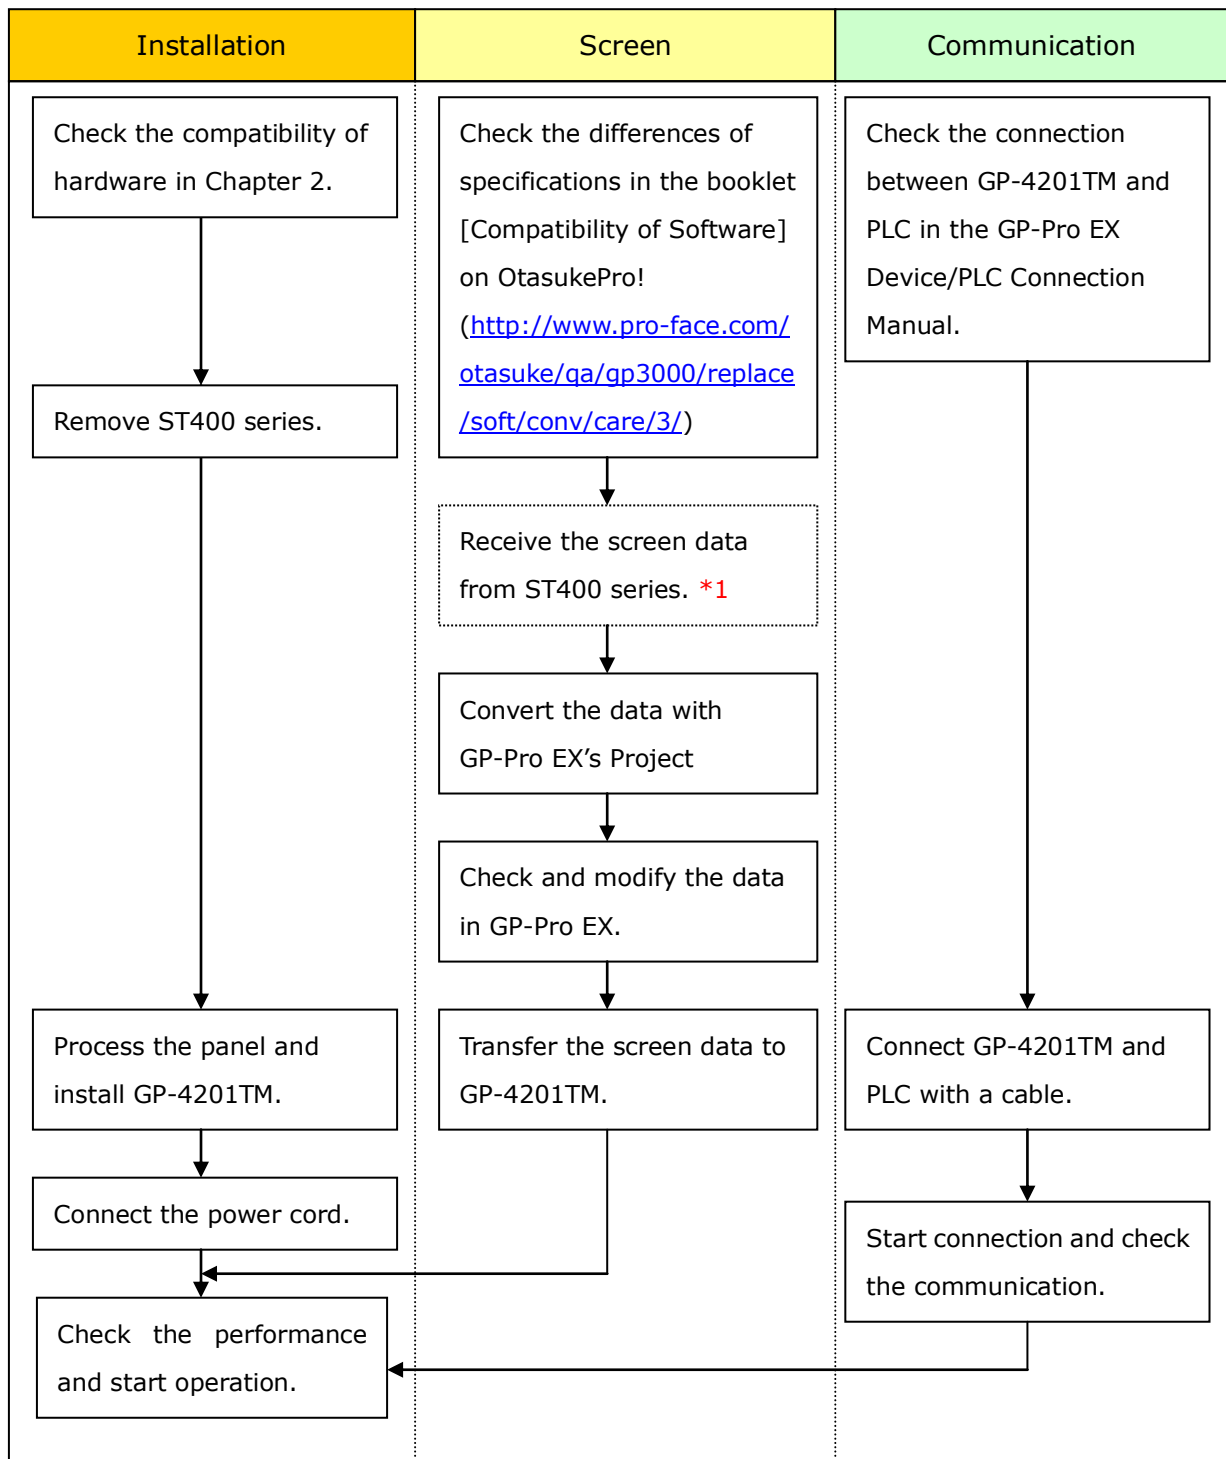 Installation
Screen
Communication
Check the compatibility of
hardware in Chapter 2.
Remove ST400 series.
Process the panel and
install GP-4201TM.
Connect the power cord.
Check the performance
and start operation.
Check the differences of
specifications in the booklet
[Compatibility of Software]
on OtasukePro!
(http://www.pro-face.com/
otasuke/qa/gp3000/replace
/soft/conv/care/3/)
Receive the screen data
from ST400 series. *1
Convert the data with
GP-Pro EX’s Project
Check and modify the data
in GP-Pro EX.
Transfer the screen data to
GP-4201TM.
Check the connection
between GP-4201TM and
PLC in the GP-Pro EX
Device/PLC Connection
Manual.
Connect GP-4201TM and
PLC with a cable.
Start connection and check
the communication.